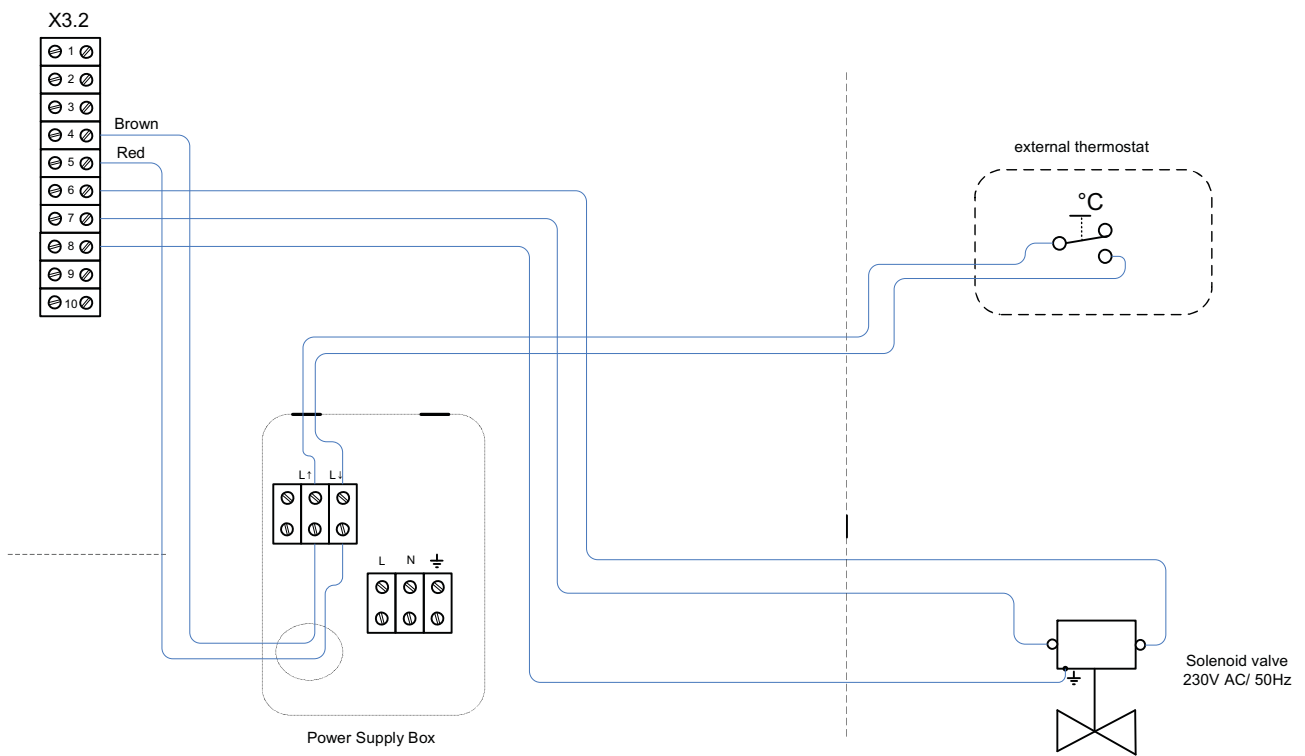 X3.2
1
2
3
4
5
6
7
8
9
10
Brown
Red
external thermostat
°C
L↑ L↓
L N
Power Supply Box
Solenoid valve
230V AC/ 50Hz